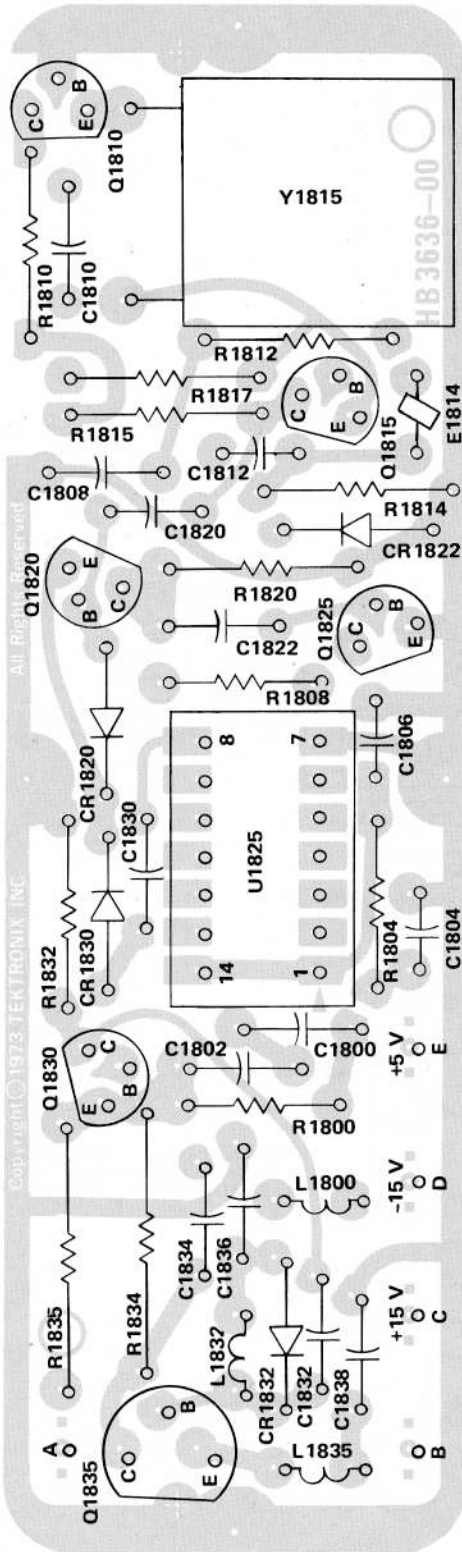 C
B
E
Q1810
R1810
C1810
Y1815
HB3636-00
R1812
R1817
R1815
C
B
E
Q1815
E1814
C1812
C1808
C1820
R1814
CR1822
All Rights Reserved
Q1820
E
B
C
R1820
C1822
Q1825
C
B
E
R1808
CR1820
8
7
C1806
U1825
C1830
R1832
CR1830
14
1
R1804
C1804
Copyright © 1973 TEKTRONIX INC
Q1830
C
E
B
C1802
C1800
R1800
+5 V
E
R1835
R1834
C1834
C1836
L1800
-15 V
D
L1832
CR1832
C1832
C1838
+15 V
C
A
Q1835
C
B
E
L1835
B